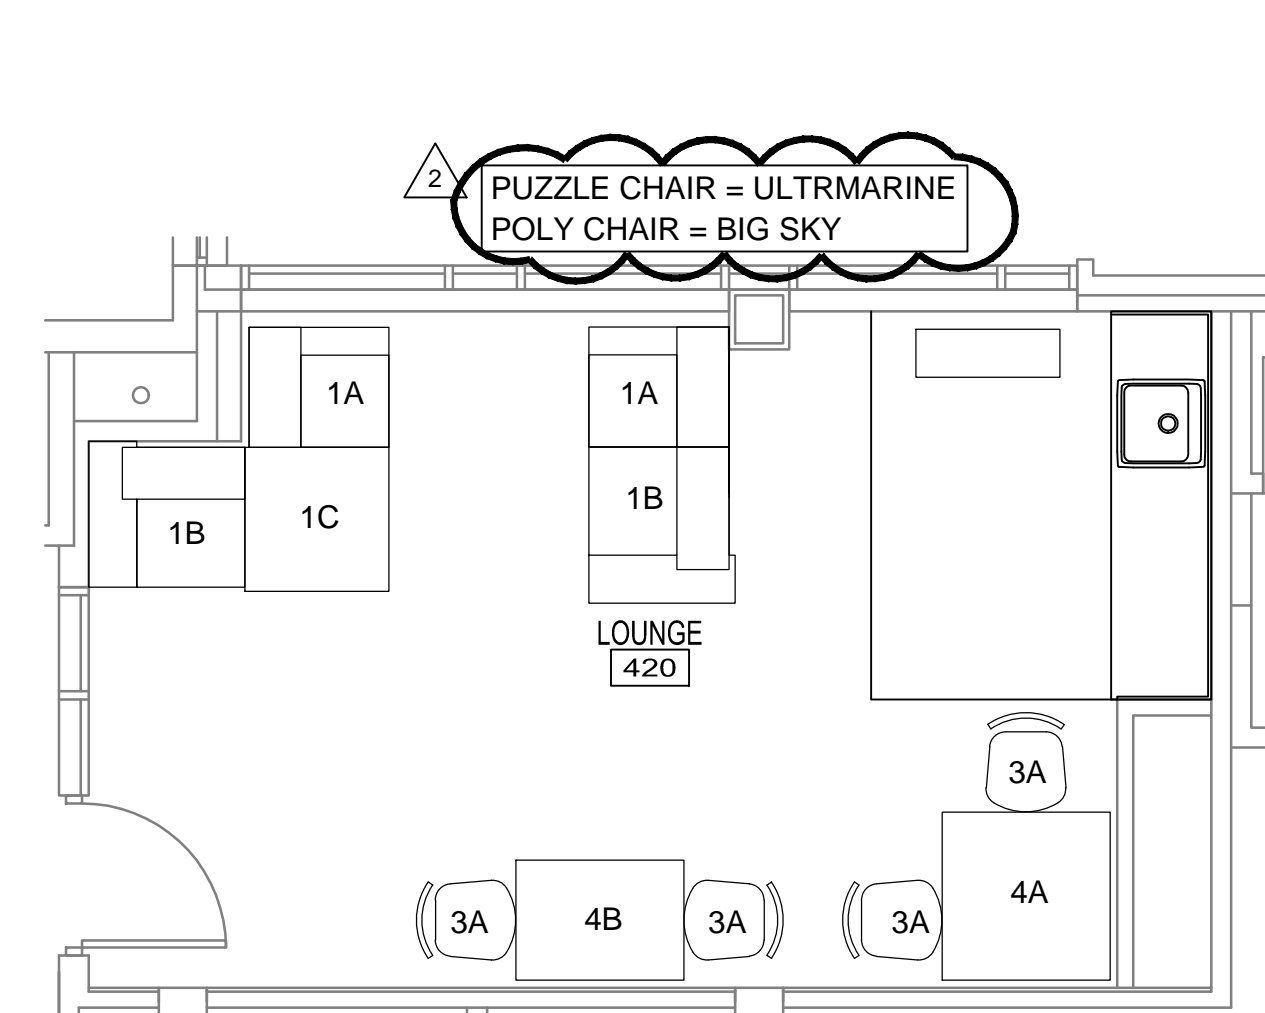 2
PUZZLE CHAIR = ULTRMARINE
POLY CHAIR = BIG SKY
1A
1A
1B
1C
1B
LOUNGE
420
3A
4A
3A
4B
3A
3A